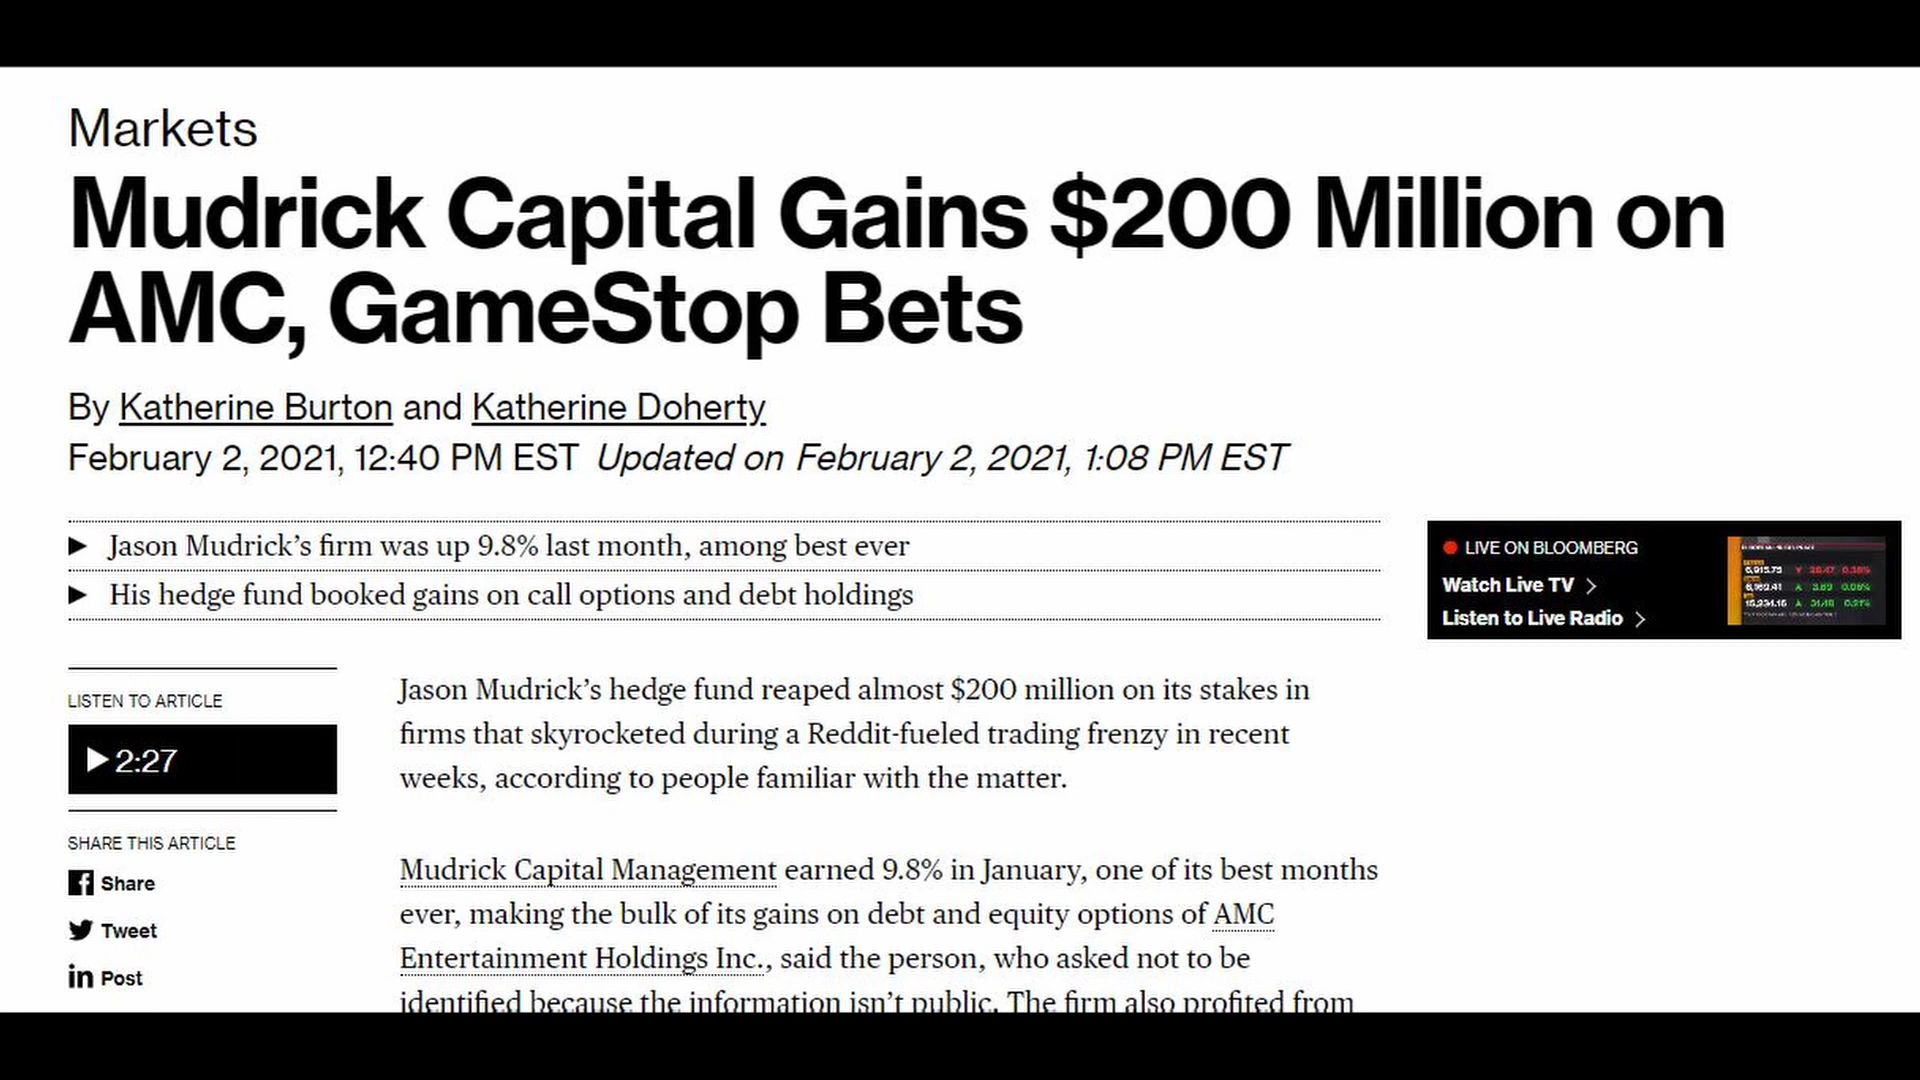 Markets
Mudrick Capital Gains $200 Million on
AMC, GameStop Bets
By Katherine Burton and Katherine Doherty
February 2, 2021, 12:40 PM EST Updated on February 2, 2021, 1:08 PM EST
Jason Mudrick’s firm was up 9.8% last month, among best ever
His hedge fund booked gains on call options and debt holdings
LIVE ON BLOOMBERG
Watch Live TV
Listen to Live Radio
LISTEN TO ARTICLE
2:27
SHARE THIS ARTICLE
Share
Tweet
Post
Jason Mudrick’s hedge fund reaped almost $200 million on its stakes in
firms that skyrocketed during a Reddit-fueled trading frenzy in recent
weeks, according to people familiar with the matter.
Mudrick Capital Management earned 9.8% in January, one of its best months
ever, making the bulk of its gains on debt and equity options of AMC
Entertainment Holdings Inc., said the person, who asked not to be
identified because the information isn’t public. The firm also profited from